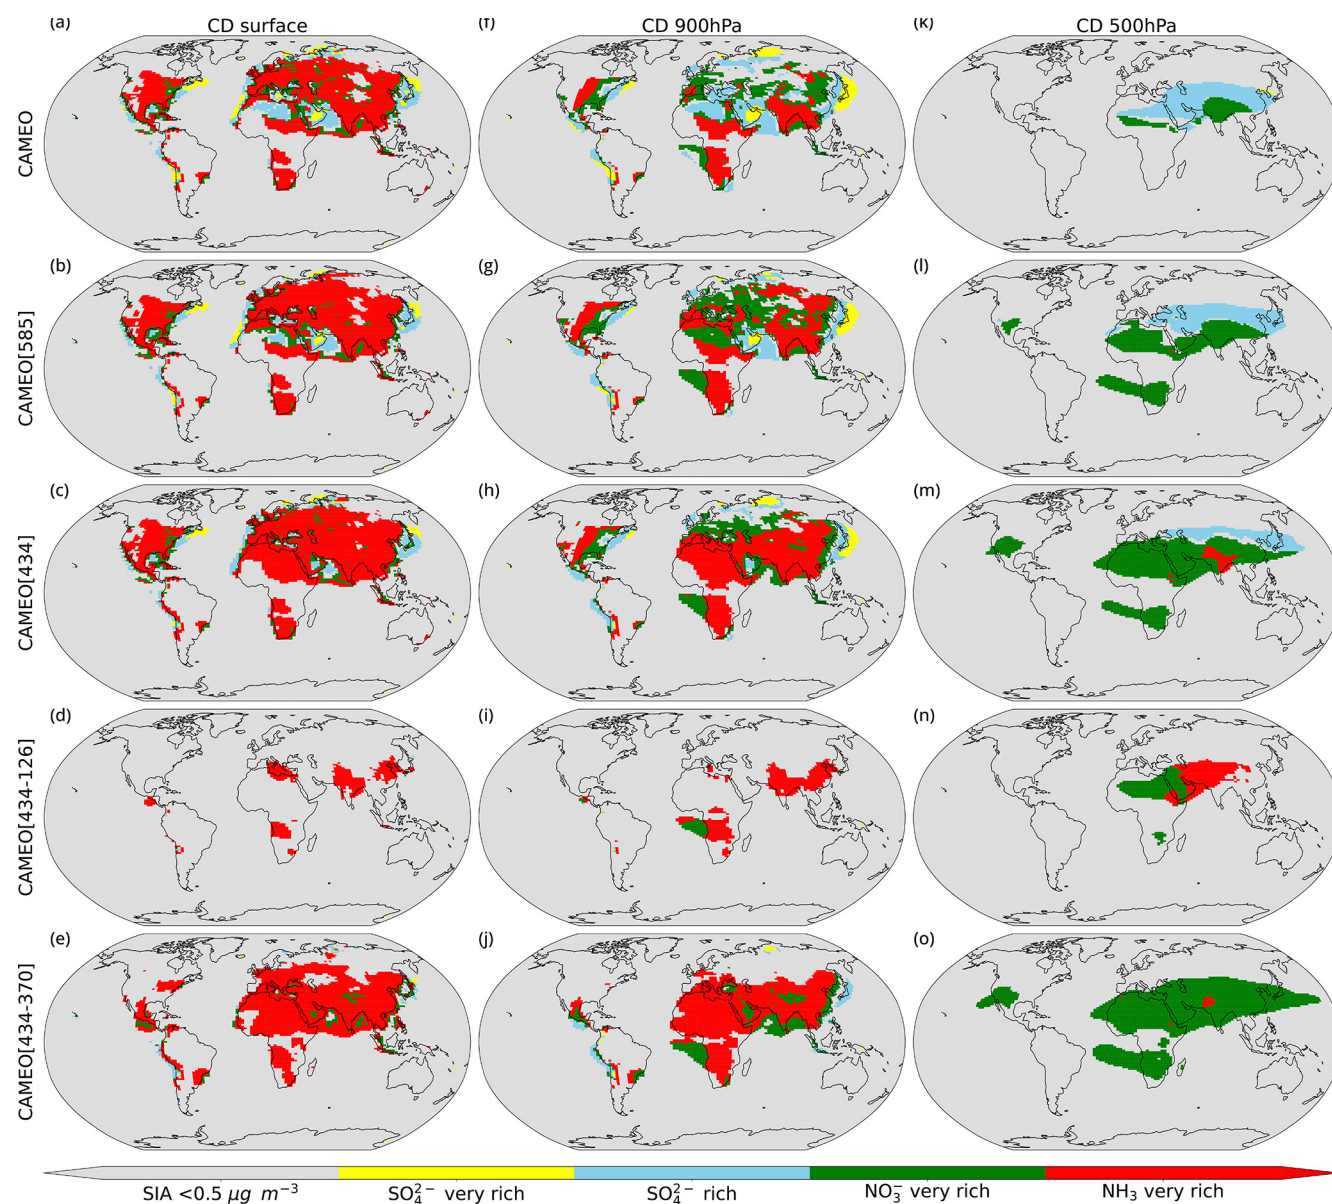 (a) CD surface (f) CD 900hPa (k) CD 500hPa
CAMEO
(b) (g) (l)
CAMEO[585]
(c) (h) (m)
CAMEO[434]
(d) (i) (n)
CAMEO[434-126]
(e) (j) (o)
CAMEO[434-370]
SIA <0.5 μg m⁻³ SO₄²⁻ very rich SO₄²⁻ rich NO₃⁻ very rich NH₃ very rich